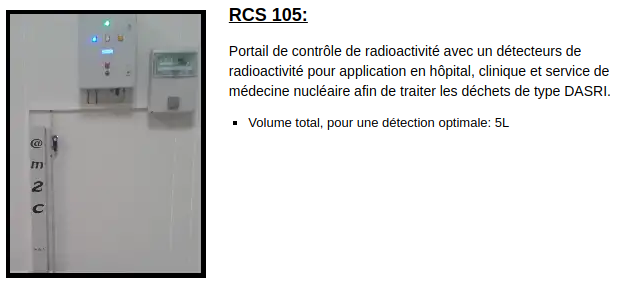 RCS 105:
Portail de contrôle de radioactivité avec un détecteurs de
radioactivité pour application en hôpital, clinique et service de
médecine nucléaire afin de traiter les déchets de type DASRI.
▪ Volume total, pour une détection optimale: 5L
@
m
2
c